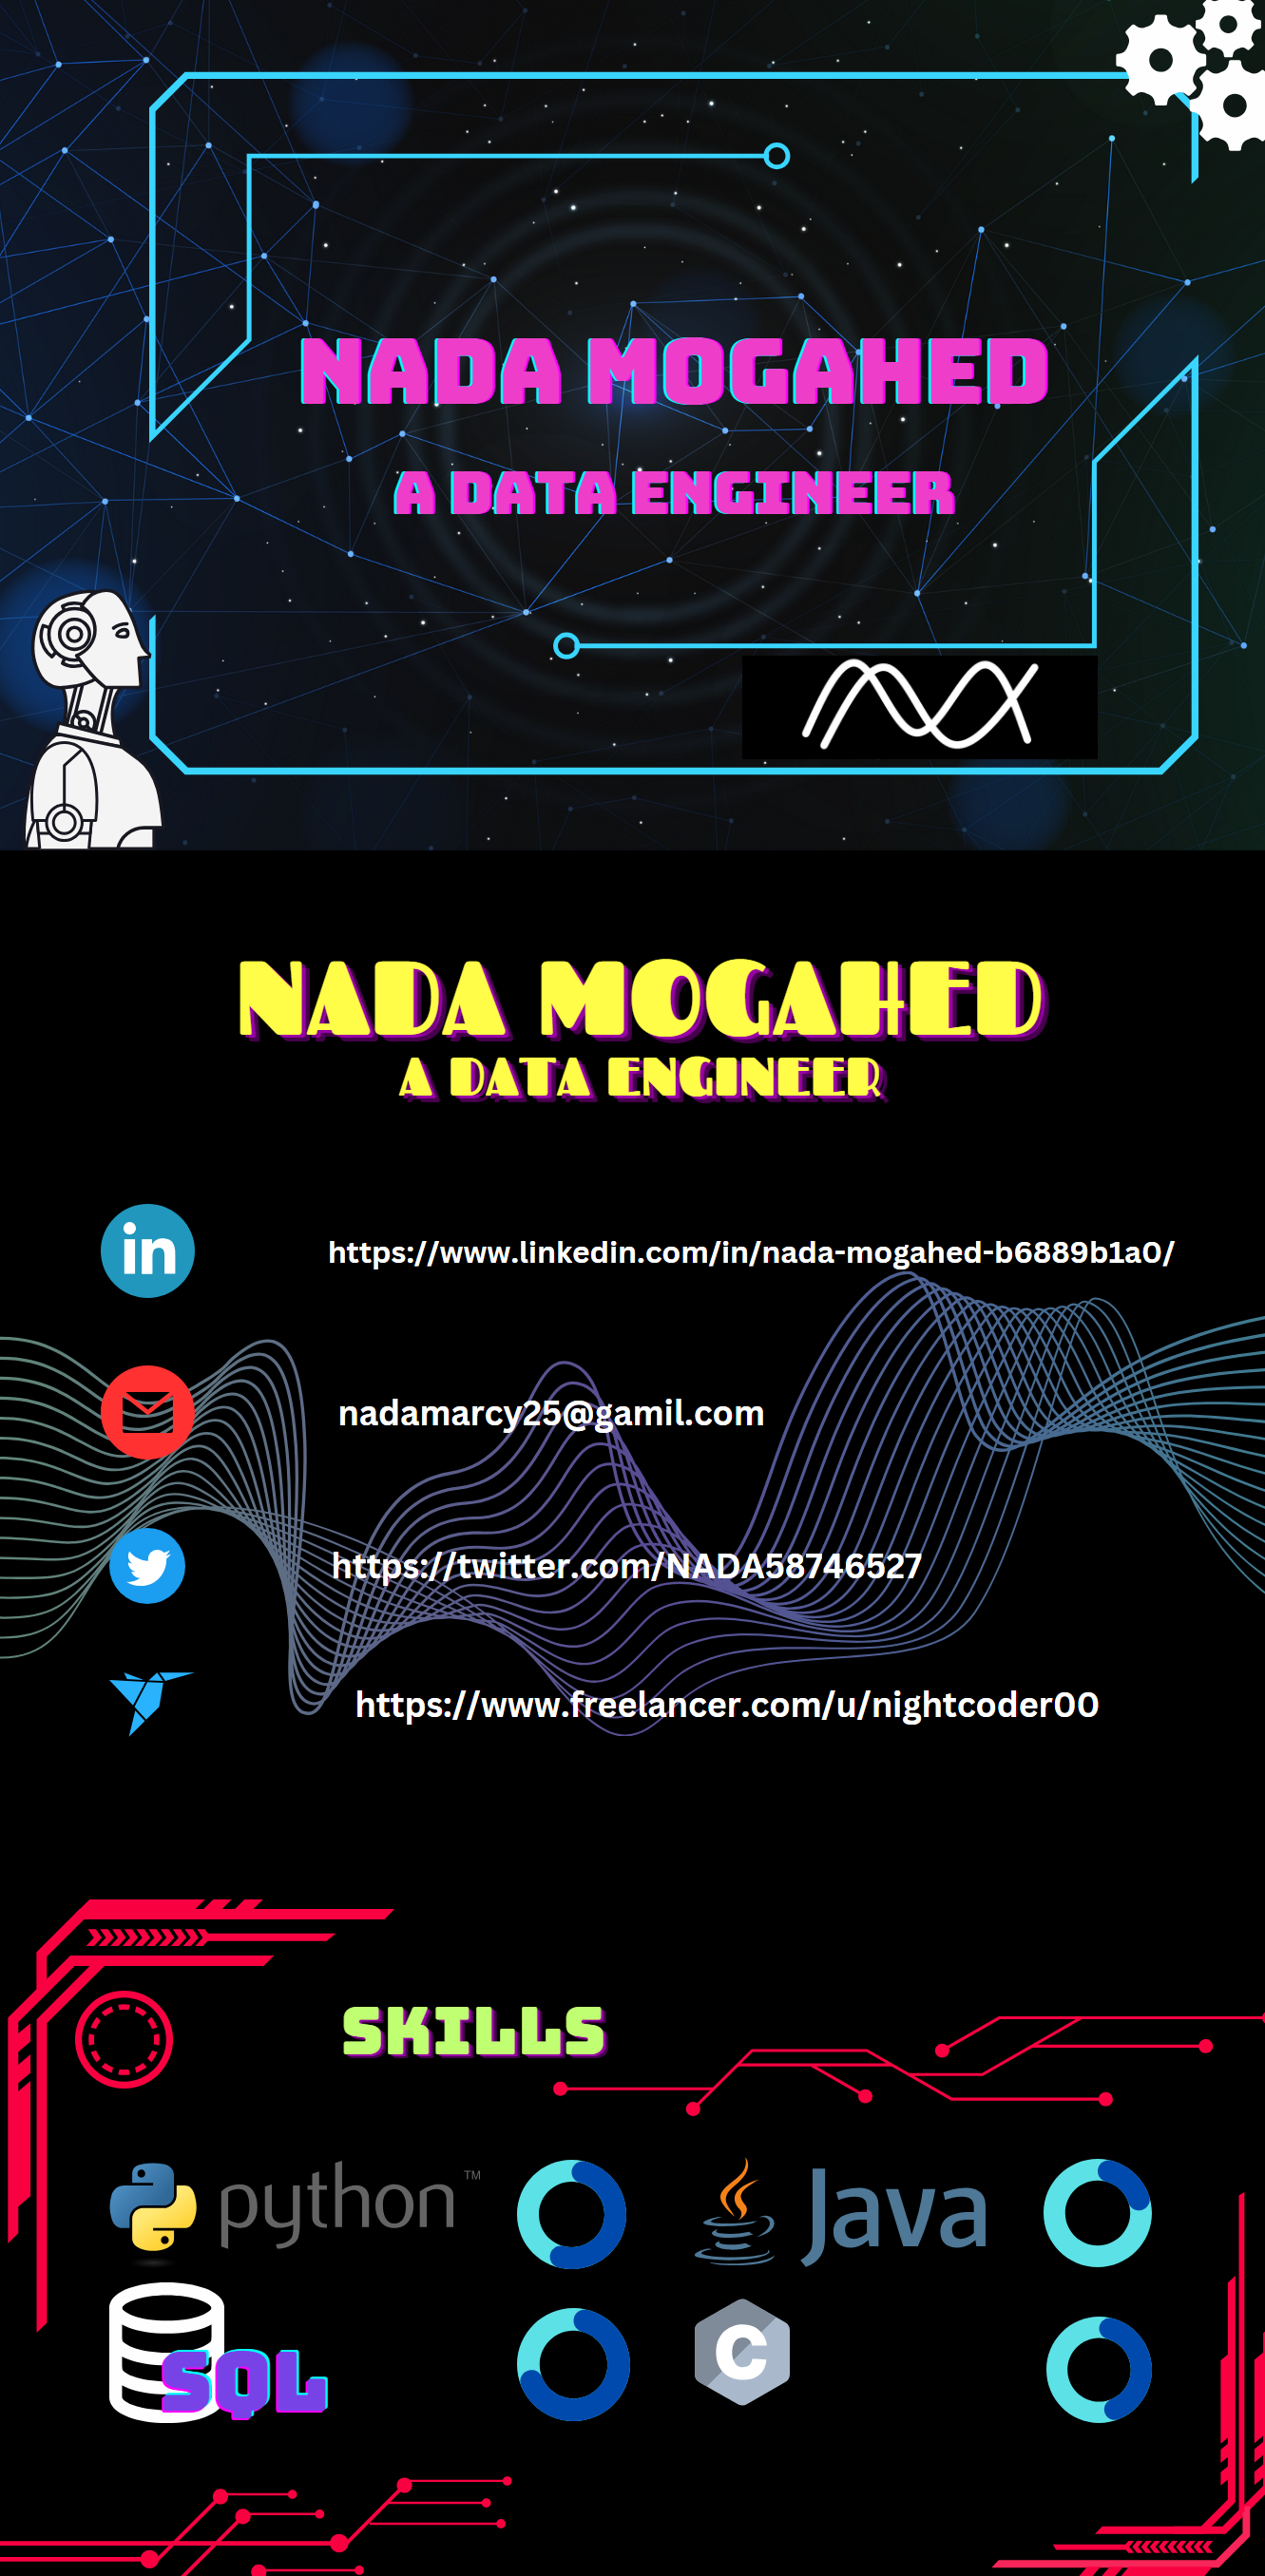 NADA MOGAHED
A DATA ENGINEER
NADA MOGAHED
A DATA ENGINEER
in
https://www.linkedin.com/in/nada-mogahed-b6889b1a0/
nadamarcy25@gamil.com
https://twitter.com/NADA58746527
https://www.freelancer.com/u/nightcoder00
SKILLS
python™
Java
SQL
C